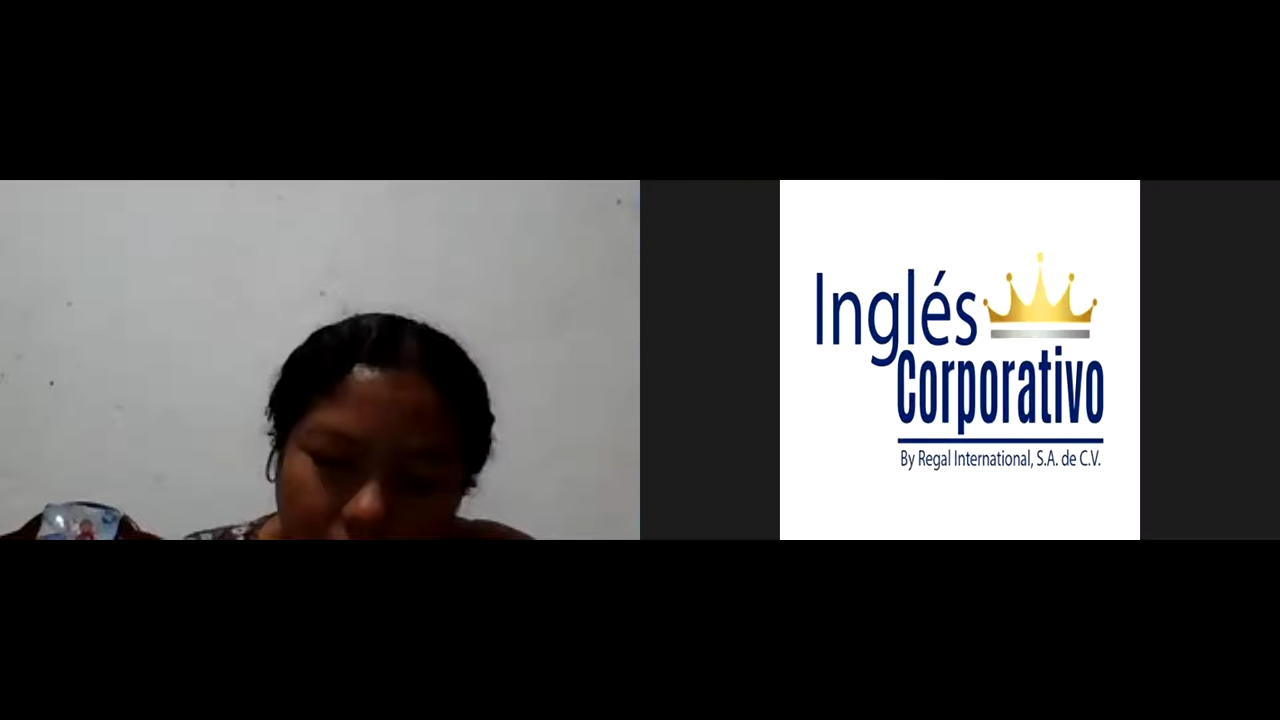 Inglés
Corporativo
By Regal International, S.A. de C.V.